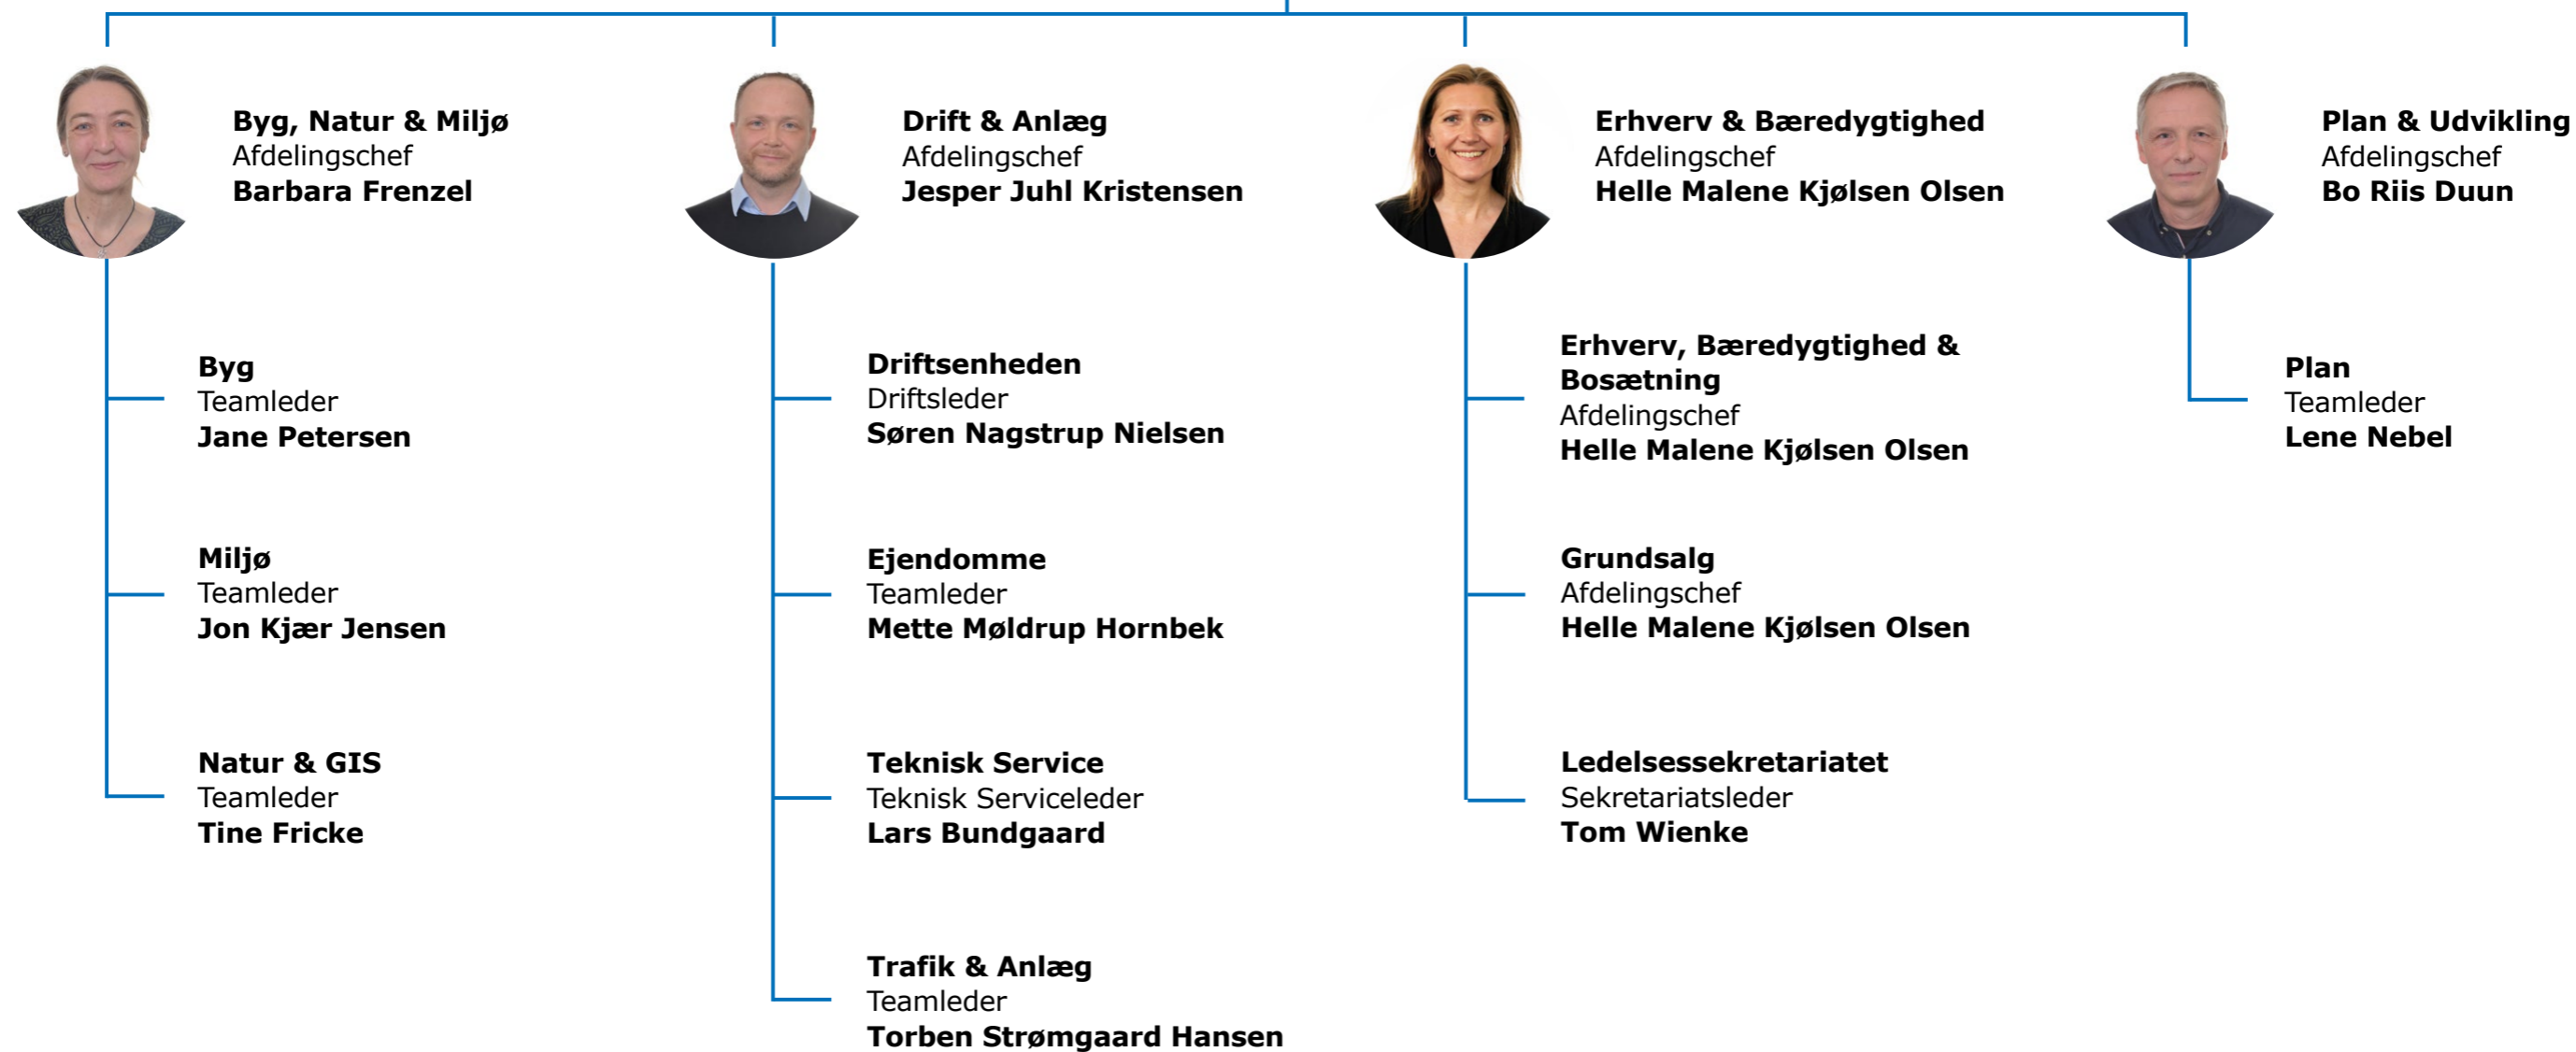 Byg, Natur & Miljø
Afdelingschef
Barbara Frenzel
Byg
Teamleder
Jane Petersen
Miljø
Teamleder
Jon Kjær Jensen
Natur & GIS
Teamleder
Tine Fricke
Drift & Anlæg
Afdelingschef
Jesper Juhl Kristensen
Driftsenheden
Driftsleder
Søren Nagstrup Nielsen
Ejendomme
Teamleder
Mette Møldrup Hornbek
Teknisk Service
Teknisk Serviceleder
Lars Bundgaard
Trafik & Anlæg
Teamleder
Torben Strømgaard Hansen
Erhverv & Bæredygtighed
Afdelingschef
Helle Malene Kjølsen Olsen
Erhverv, Bæredygtighed &
Bosætning
Afdelingschef
Helle Malene Kjølsen Olsen
Grundsalg
Afdelingschef
Helle Malene Kjølsen Olsen
Ledelsessekretariatet
Sekretariatsleder
Tom Wienke
Plan & Udvikling
Afdelingschef
Bo Riis Duun
Plan
Teamleder
Lene Nebel